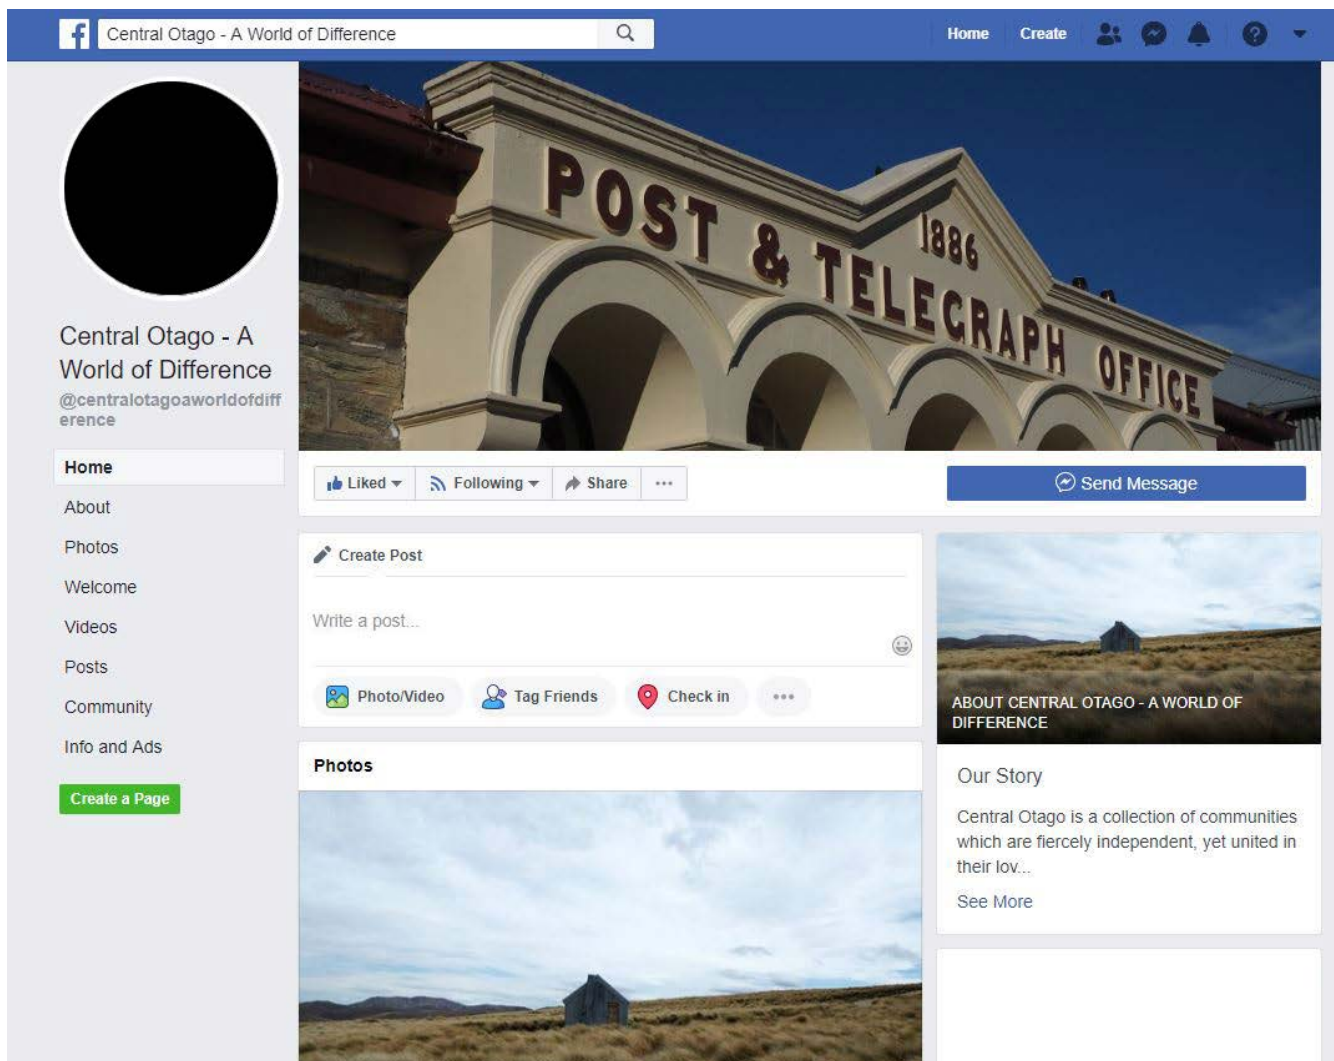 Central Otago - A World of Difference
Home Create
POST & TELEGRAPH OFFICE
1886
Central Otago - A
World of Difference
@centralotagoaworldofdiff
erence
Home
About
Photos
Welcome
Videos
Posts
Community
Info and Ads
Create a Page
Liked Following Share
Send Message
Create Post
Write a post...
Photo/Video Tag Friends Check in
Photos
ABOUT CENTRAL OTAGO - A WORLD OF
DIFFERENCE
Our Story
Central Otago is a collection of communities
which are fiercely independent, yet united in
their lov...
See More